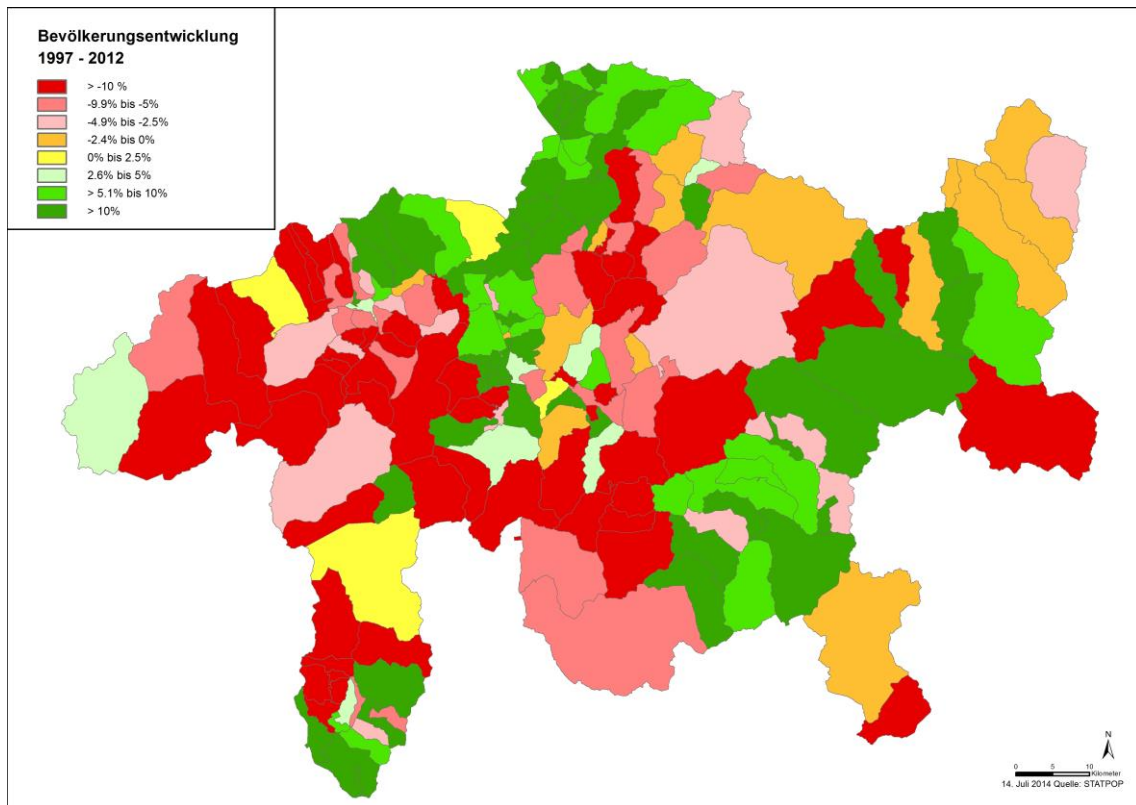 Bevölkerungsentwicklung
1997 - 2012
> -10 %
-9.9% bis -5%
-4.9% bis -2.5%
-2.4% bis 0%
0% bis 2.5%
2.6% bis 5%
> 5.1% bis 10%
> 10%
N
0 5 10
Kilometer
14. Juli 2014 Quelle: STATPOP